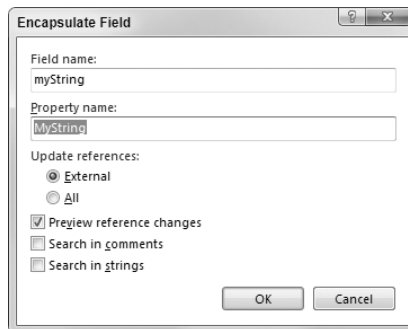 Encapsulate Field
Field name:
myString
Property name:
MyString
Update references:
External
All
Preview reference changes
Search in comments
Search in strings
OK Cancel